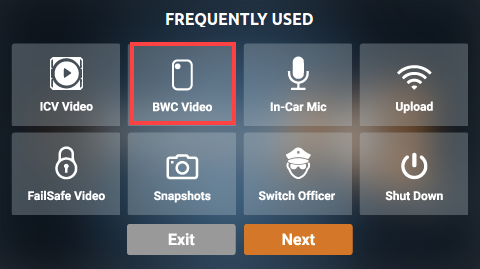 FREQUENTLY USED
ICV Video
BWC Video
In-Car Mic
Upload
FailSafe Video
Snapshots
Switch Officer
Shut Down
Exit
Next